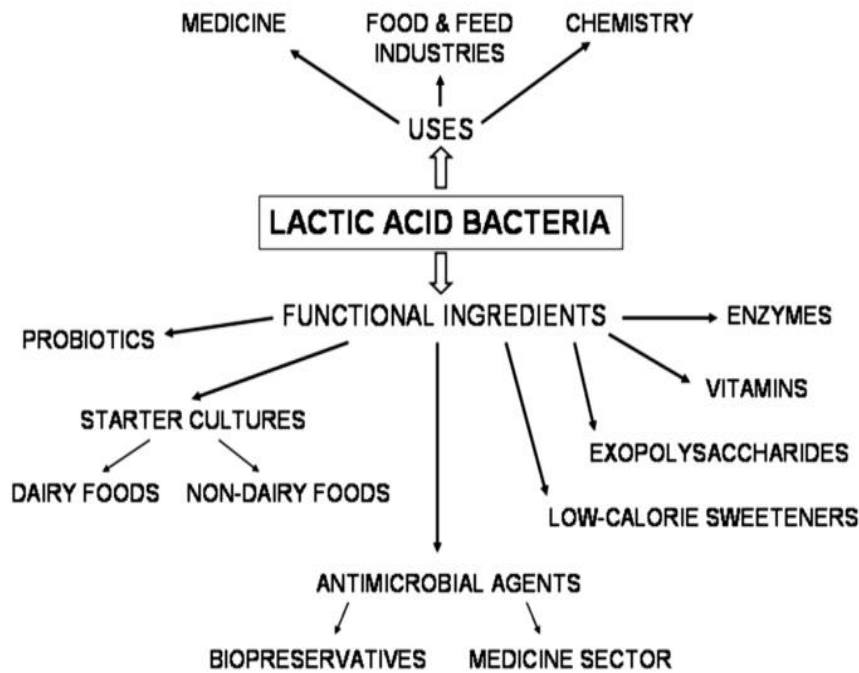 MEDICINE
FOOD & FEED
INDUSTRIES
CHEMISTRY
USES
LACTIC ACID BACTERIA
FUNCTIONAL INGREDIENTS
PROBIOTICS
ENZYMES
VITAMINS
STARTER CULTURES
EXOPOLYSACCHARIDES
DAIRY FOODS
NON-DAIRY FOODS
LOW-CALORIE SWEETENERS
ANTIMICROBIAL AGENTS
BIOPRESERVATIVES
MEDICINE SECTOR